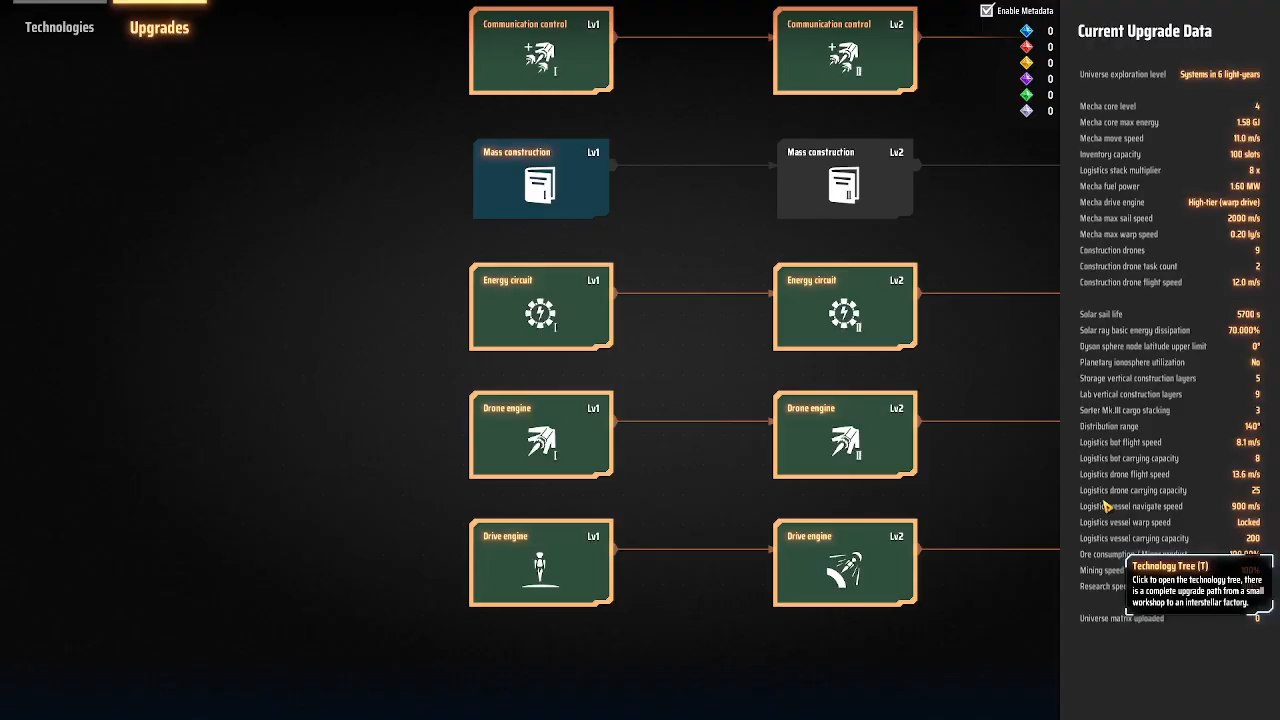 Technologies
Upgrades
Communication control Lv1
I
Communication control Lv2
II
Mass construction Lv1
I
Mass construction Lv2
II
Energy circuit Lv1
I
Energy circuit Lv2
II
Drone engine Lv1
I
Drone engine Lv2
II
Drive engine Lv1
Drive engine Lv2
Enable Metadata
0
0
0
0
0
0
Current Upgrade Data
Universe exploration level Systems in 6 light-years
Mecha core level 4
Mecha core max energy 1.58 GJ
Mecha move speed 11.0 m/s
Inventory capacity 100 slots
Logistics stack multiplier 8 x
Mecha fuel power 1.60 MW
Mecha drive engine High-tier (warp drive)
Mecha max sail speed 2000 m/s
Mecha max warp speed 0.20 ly/s
Construction drones 9
Construction drone task count 2
Construction drone flight speed 12.0 m/s
Solar sail life 5700 s
Solar ray basic energy dissipation 70.000%
Dyson sphere node latitude upper limit 0°
Planetary ionosphere utilization No
Storage vertical construction layers 5
Lab vertical construction layers 9
Sorter Mk.III cargo stacking 3
Distribution range 140°
Logistics bot flight speed 8.1 m/s
Logistics bot carrying capacity 8
Logistics drone flight speed 13.6 m/s
Logistics drone carrying capacity 25
Logistics vessel navigate speed 900 m/s
Logistics vessel warp speed Locked
Logistics vessel carrying capacity 200
Ore consumption /
Mining speed 100%
Research
Technology Tree (T)
Click to open the technology tree, there
is a complete upgrade path from a small
workshop to an interstellar factory.
Universe matrix uploaded 0